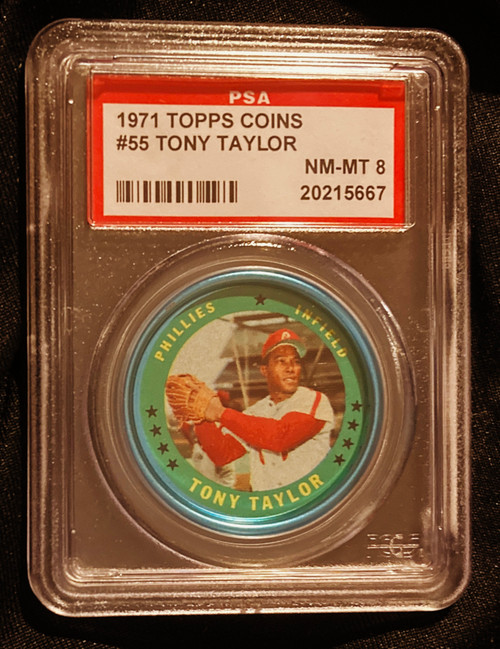 PSA
1971 TOPPS COINS
#55 TONY TAYLOR
NM-MT 8
20215667
PHILLIES INFIELD
TONY TAYLOR